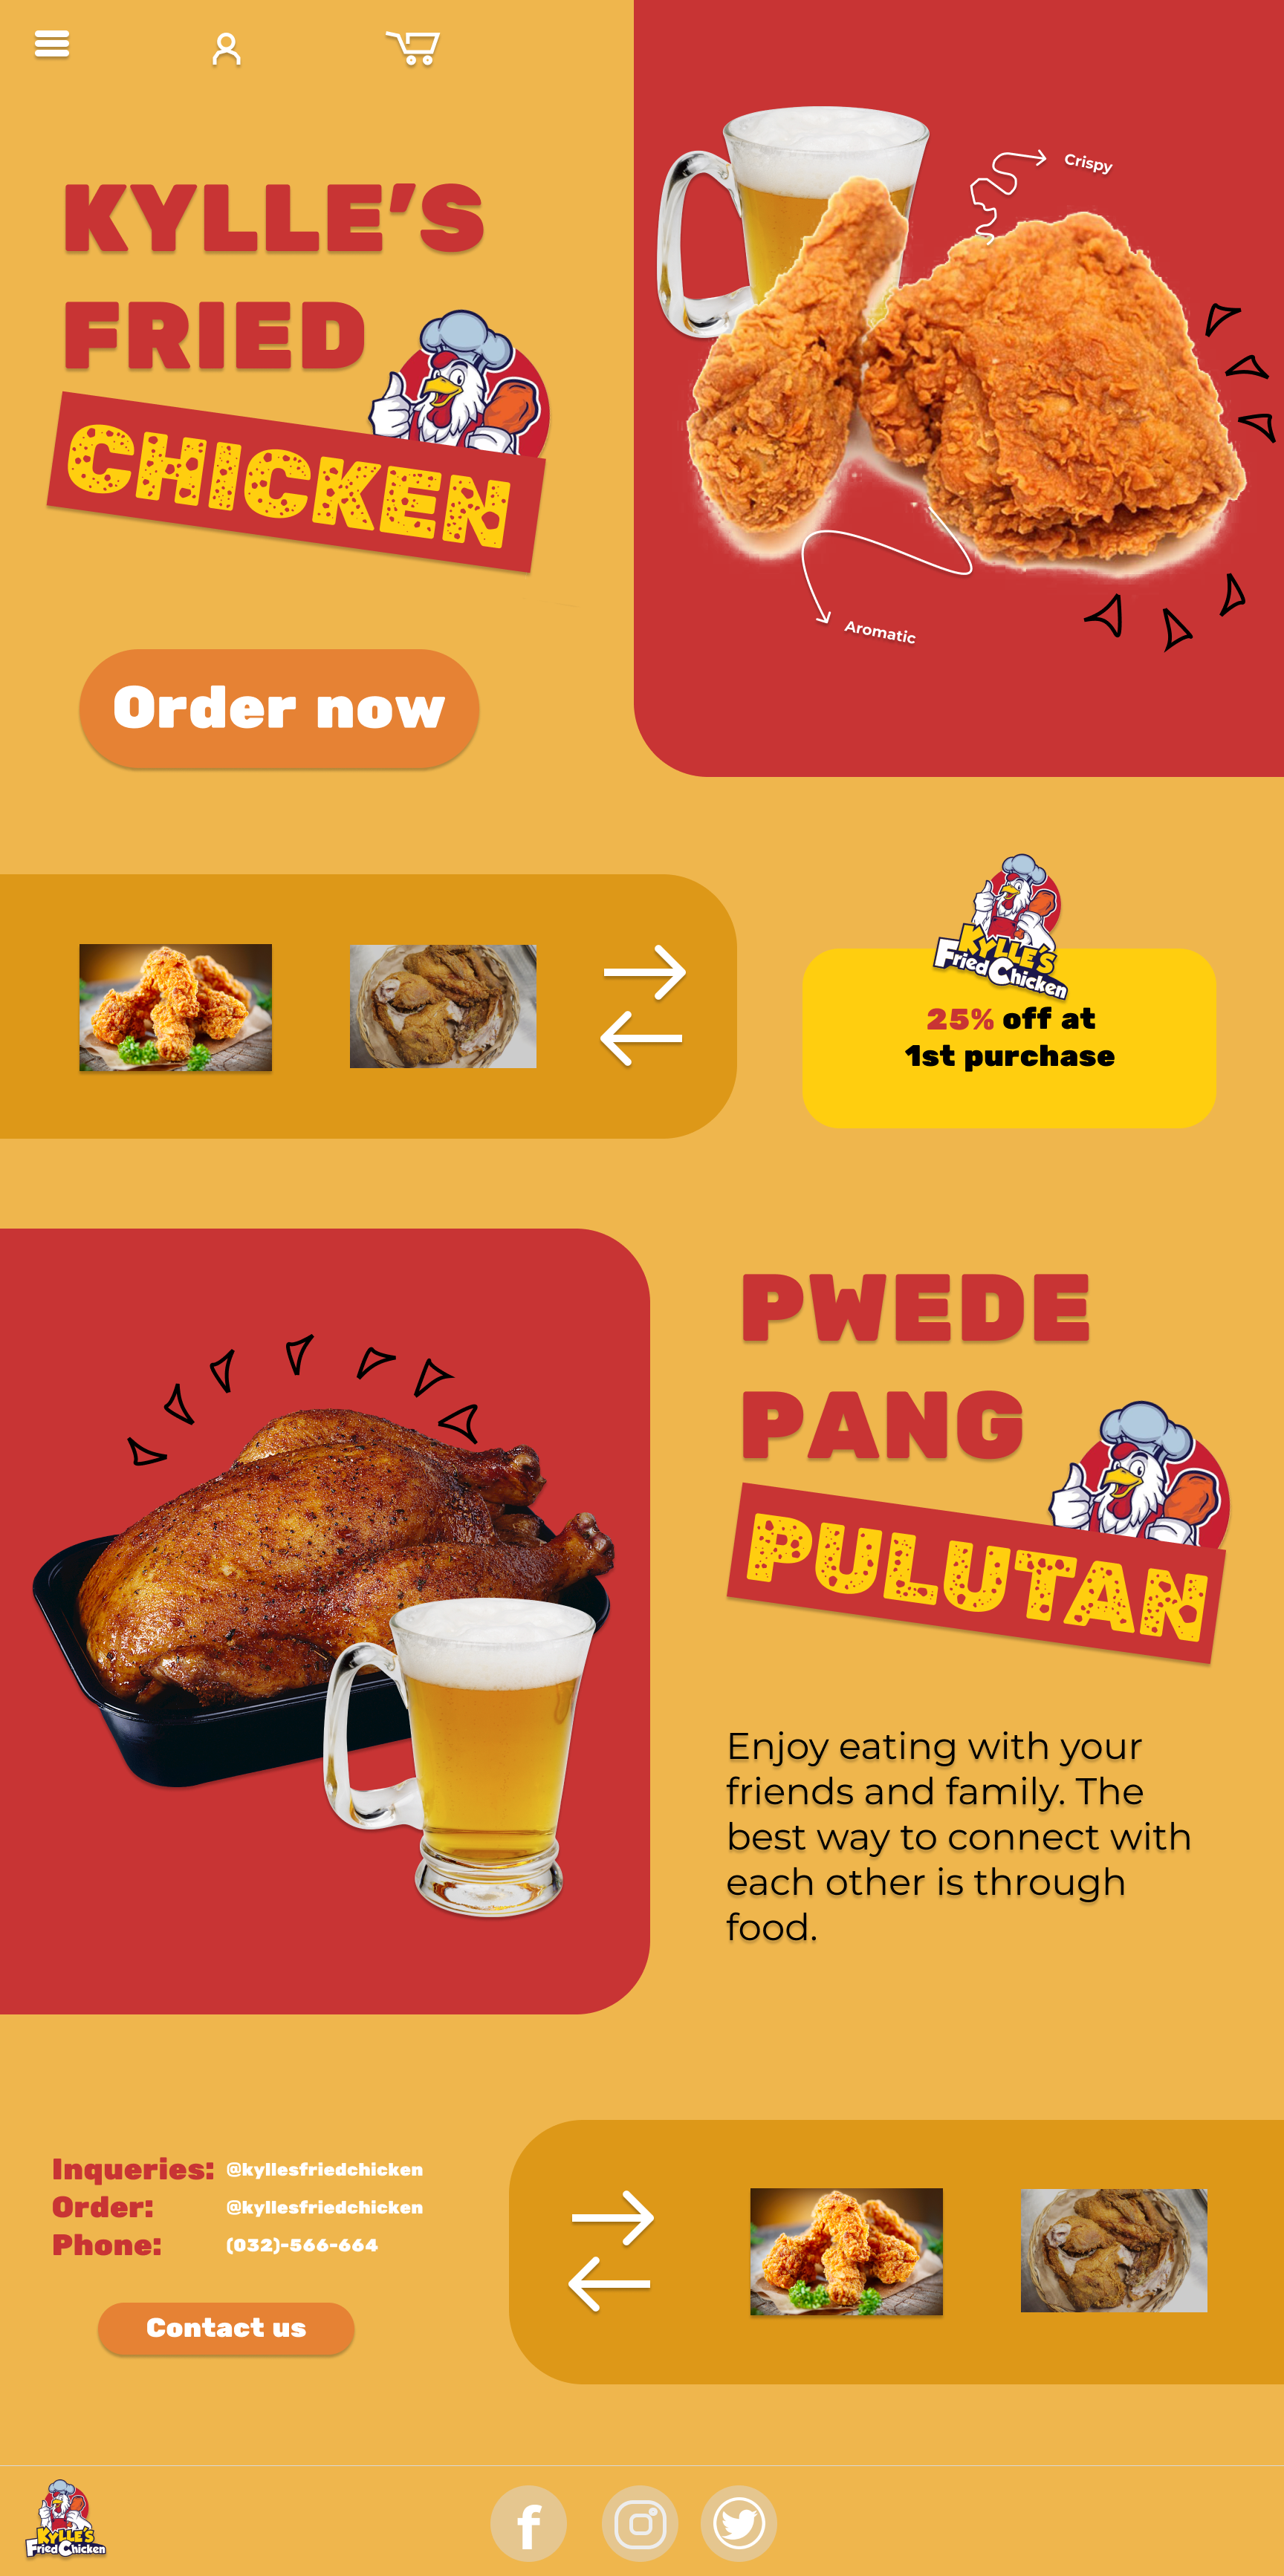 KYLLE'S
FRIED
CHICKEN
Crispy
Aromatic
Order now
KYLLE'S
Fried Chicken
25% off at
1st purchase
PWEDE
PANG
PULUTAN
Enjoy eating with your
friends and family. The
best way to connect with
each other is through
food.
Inqueries: @kyllesfriedchicken
Order: @kyllesfriedchicken
Phone: (032)-566-664
Contact us
KYLLE'S
Fried Chicken